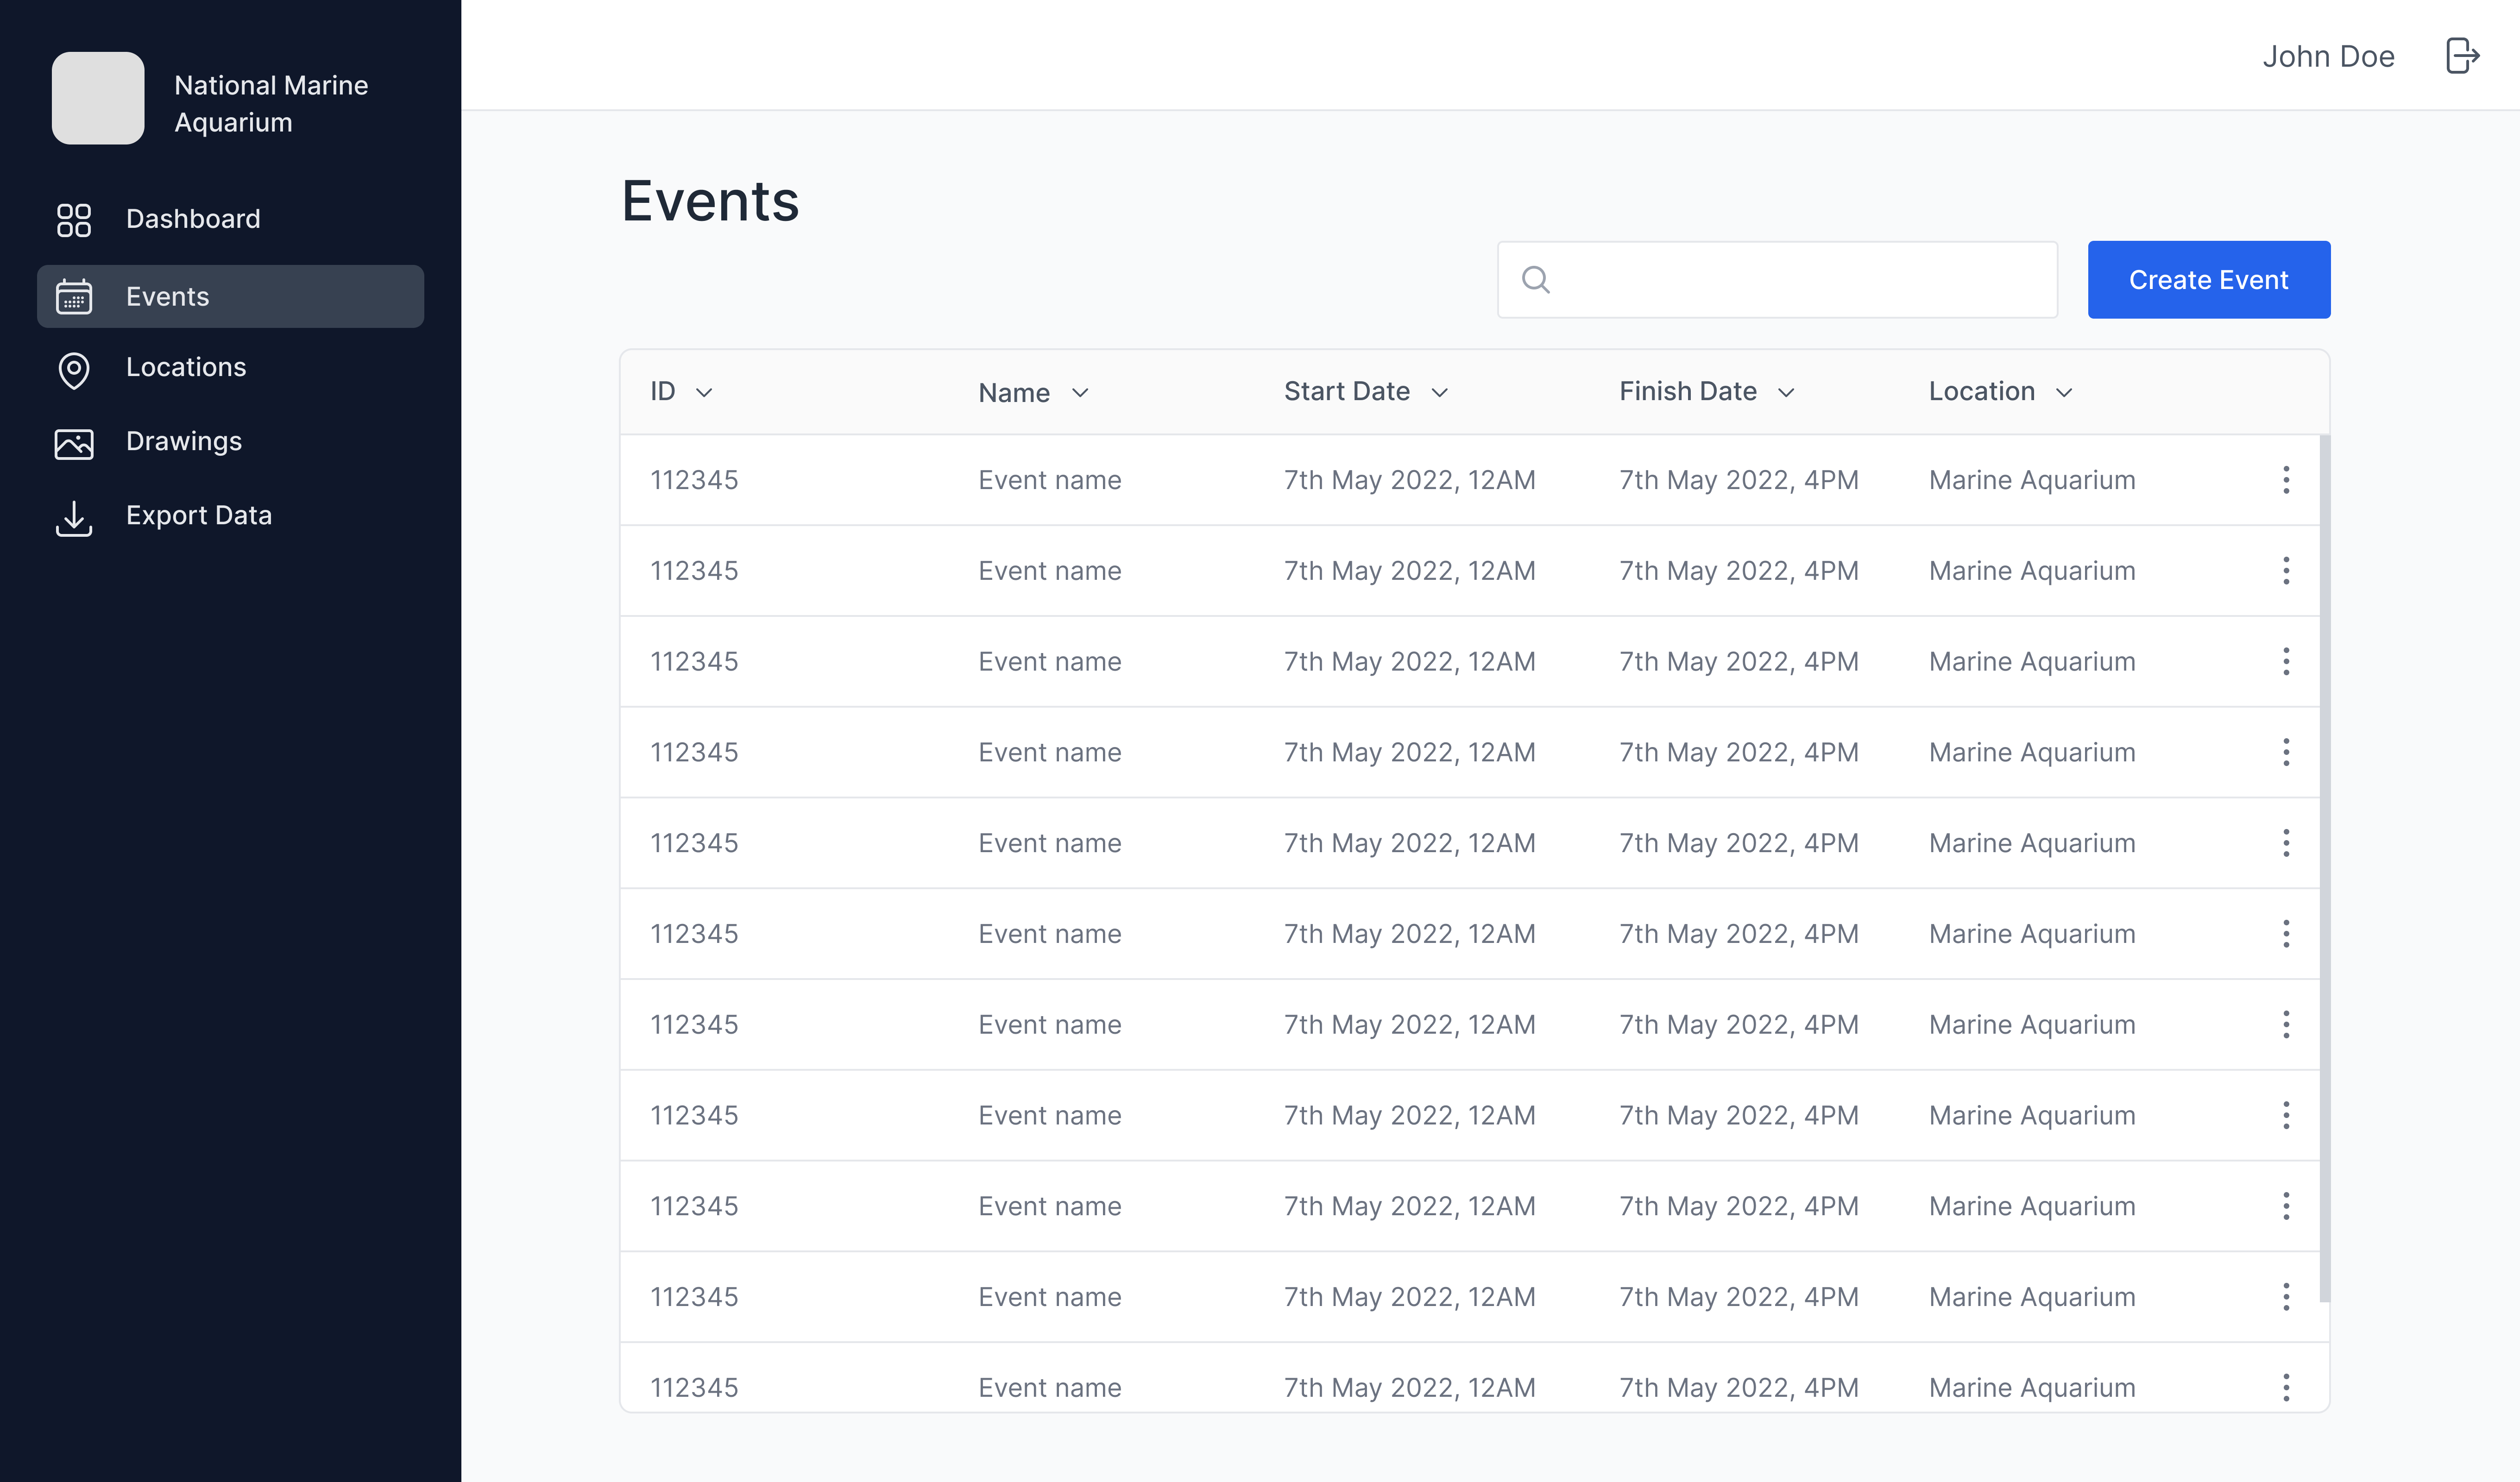 National Marine
Aquarium
Dashboard
Events
Locations
Drawings
Export Data
John Doe
Events
Create Event
ID Name Start Date Finish Date Location
112345 Event name 7th May 2022, 12AM 7th May 2022, 4PM Marine Aquarium
112345 Event name 7th May 2022, 12AM 7th May 2022, 4PM Marine Aquarium
112345 Event name 7th May 2022, 12AM 7th May 2022, 4PM Marine Aquarium
112345 Event name 7th May 2022, 12AM 7th May 2022, 4PM Marine Aquarium
112345 Event name 7th May 2022, 12AM 7th May 2022, 4PM Marine Aquarium
112345 Event name 7th May 2022, 12AM 7th May 2022, 4PM Marine Aquarium
112345 Event name 7th May 2022, 12AM 7th May 2022, 4PM Marine Aquarium
112345 Event name 7th May 2022, 12AM 7th May 2022, 4PM Marine Aquarium
112345 Event name 7th May 2022, 12AM 7th May 2022, 4PM Marine Aquarium
112345 Event name 7th May 2022, 12AM 7th May 2022, 4PM Marine Aquarium
112345 Event name 7th May 2022, 12AM 7th May 2022, 4PM Marine Aquarium